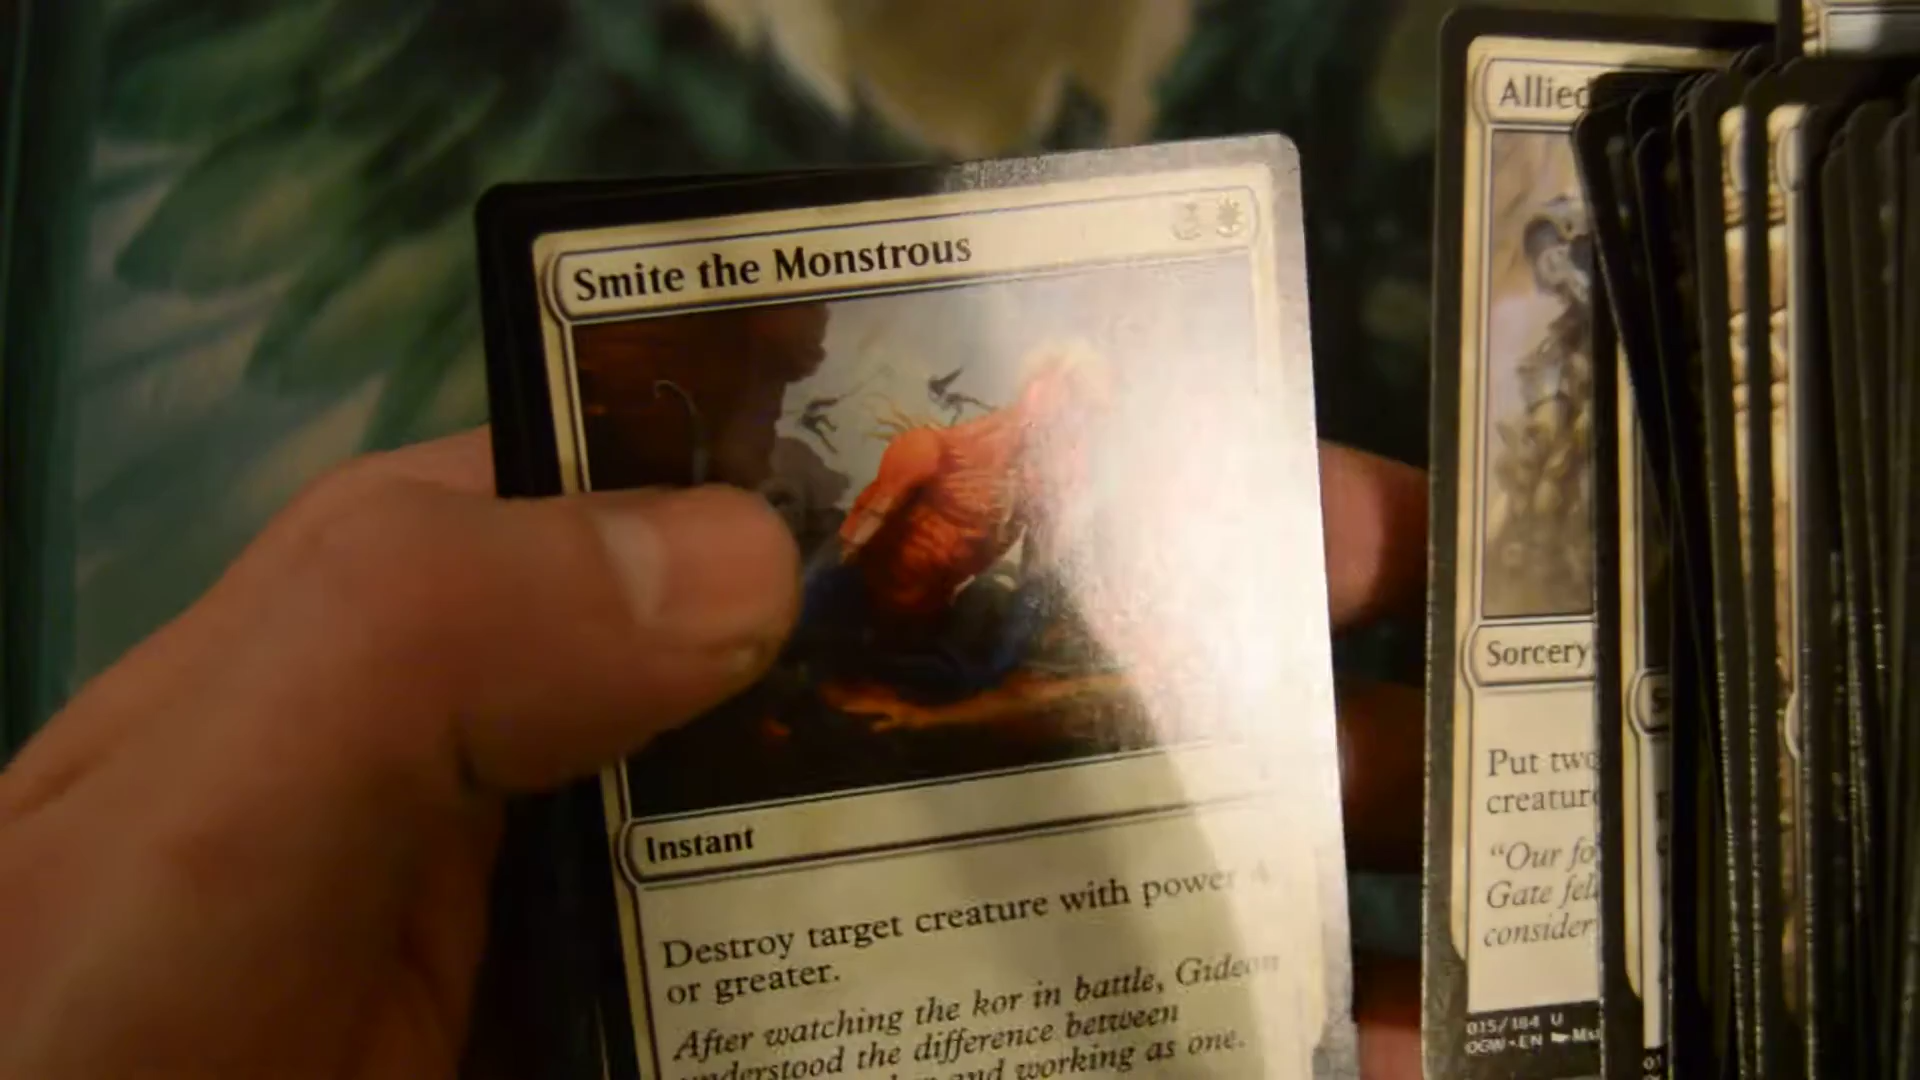 Smite the Monstrous
Instant
Destroy target creature with power 4
or greater.
After watching the kor in battle, Gideon
understood the difference between
and working as one.
Allied
Sorcery
Put two
creature
"Our fo
Gate fel
consider
015/184 U
OGW • EN